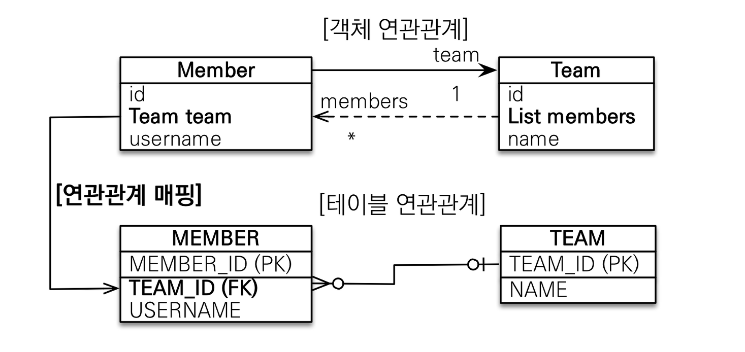 [객체 연관관계]
team
Member
Team
id
Team team
username
members
1
*
id
List members
name
[연관관계 매핑]
[테이블 연관관계]
MEMBER
MEMBER_ID (PK)
TEAM_ID (FK)
USERNAME
TEAM
TEAM_ID (PK)
NAME